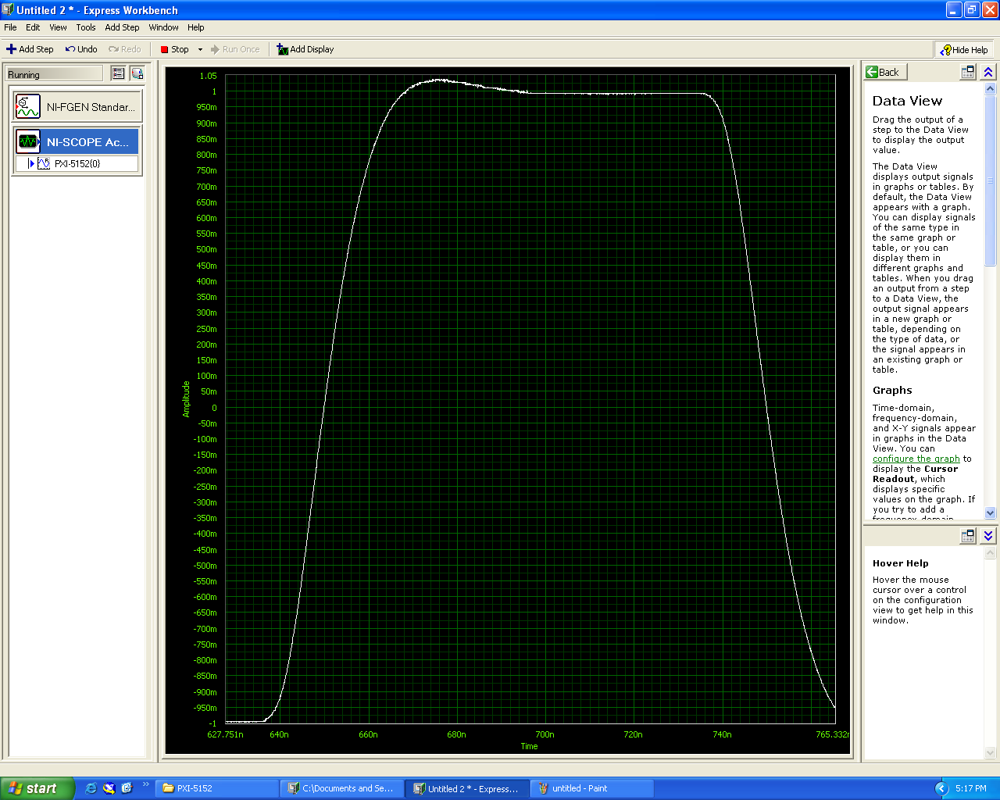 Untitled 2 * - Express Workbench
File Edit View Tools Add Step Window Help
Add Step Undo Redo Stop Run Once Add Display Hide Help
Running
NI-FGEN Standar...
NI-SCOPE Ac...
PXI-5152{0}
1.05
1
950m
900m
850m
800m
750m
700m
650m
600m
550m
500m
450m
400m
350m
300m
250m
200m
150m
100m
50m
0
-50m
-100m
-150m
-200m
-250m
-300m
-350m
-400m
-450m
-500m
-550m
-600m
-650m
-700m
-750m
-800m
-850m
-900m
-950m
-1
Amplitude
627.751n 640n 660n 680n 700n 720n 740n 765.332n
Time
Back
Data View
Drag the output of a
step to the Data View
to display the output
value.
The Data View
displays output signals
in graphs or tables. By
default, the Data View
appears with a graph.
You can display signals
of the same type in
the same graph or
table, or you can
display them in
different graphs and
tables. When you drag
an output from a step
to a Data View, the
output signal appears
in a new graph or
table, depending on
the type of data, or
the signal appears in
an existing graph or
table.
Graphs
Time-domain,
frequency-domain,
and X-Y signals appear
in graphs in the Data
View. You can
configure the graph to
display the Cursor
Readout, which
displays specific
values on the graph. If
you try to add a
frequency-domain
Hover Help
Hover the mouse
cursor over a control
on the configuration
view to get help in this
window.
start
PXI-5152
C:\Documents and Se...
Untitled 2 * - Express...
untitled - Paint
5:17 PM